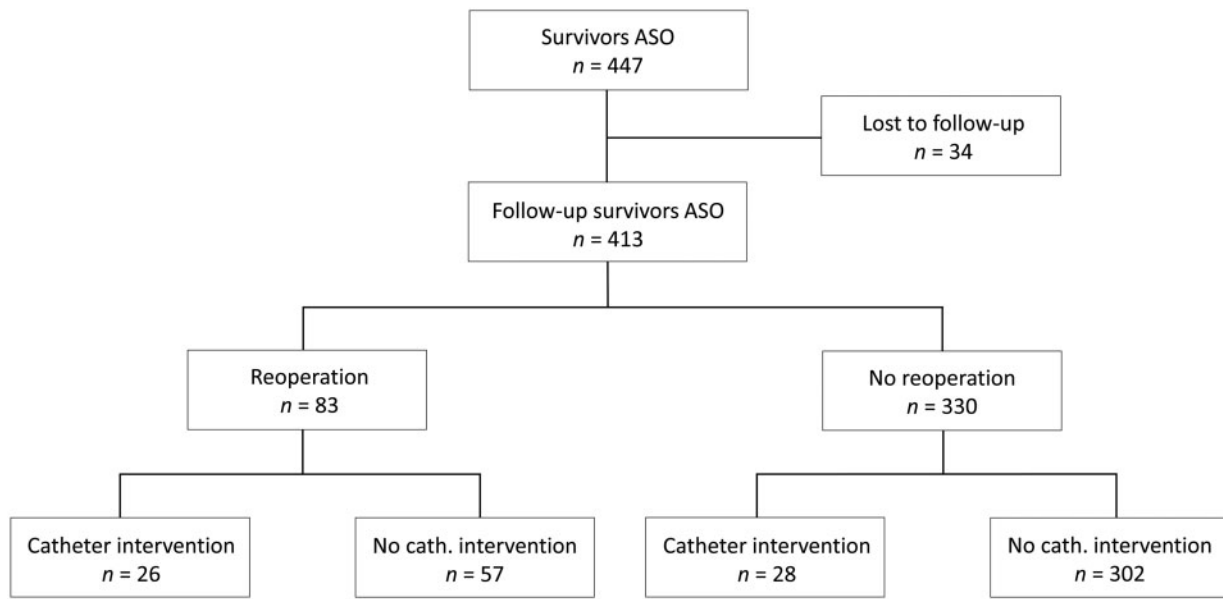 Survivors ASO
n = 447
Lost to follow-up
n = 34
Follow-up survivors ASO
n = 413
Reoperation
n = 83
No reoperation
n = 330
Catheter intervention
n = 26
No cath. intervention
n = 57
Catheter intervention
n = 28
No cath. intervention
n = 302